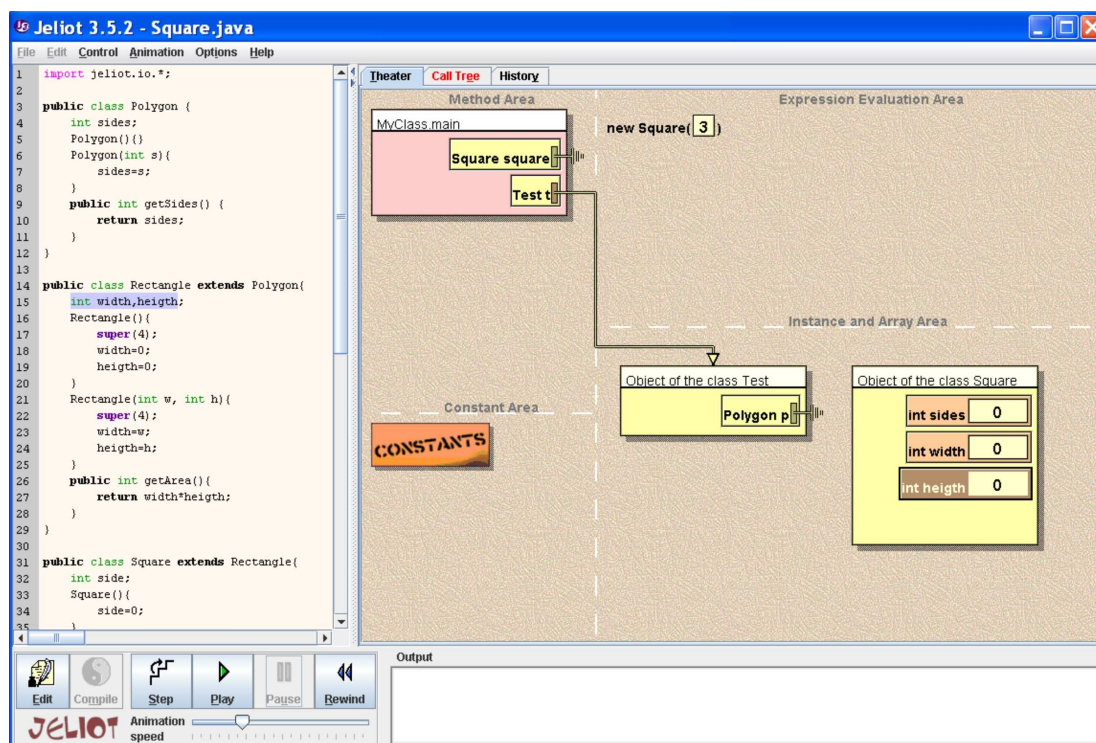 Jeliot 3.5.2 - Square.java
File Edit Control Animation Options Help
1 import jeliot.io.*;
2
3 public class Polygon {
4 int sides;
5 Polygon(){}
6 Polygon(int s){
7 sides=s;
8 }
9 public int getSides() {
10 return sides;
11 }
12 }
13
14 public class Rectangle extends Polygon{
15 int width,heigth;
16 Rectangle(){
17 super(4);
18 width=0;
19 heigth=0;
20 }
21 Rectangle(int w, int h){
22 super(4);
23 width=w;
24 heigth=h;
25 }
26 public int getArea(){
27 return width*heigth;
28 }
29 }
30
31 public class Square extends Rectangle{
32 int side;
33 Square(){
34 side=0;
35 }
Theater Call Tree History
Method Area
Expression Evaluation Area
MyClass.main
Square square
Test t
new Square( 3 )
Instance and Array Area
Constant Area
CONSTANTS
Object of the class Test
Polygon p
Object of the class Square
int sides 0
int width 0
int heigth 0
Edit Compile Step Play Pause Rewind
JELIOT
Animation
speed
Output